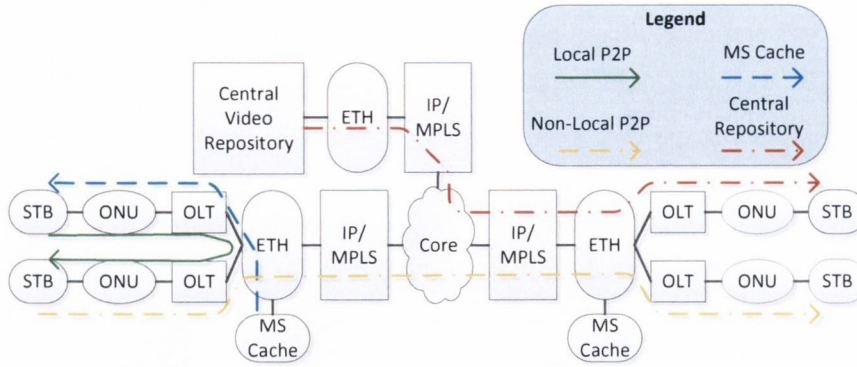 Legend
Local P2P
MS Cache
Non-Local P2P
Central
Repository
Central
Video
Repository
ETH
IP/
MPLS
STB
ONU
OLT
ETH
IP/
MPLS
Core
IP/
MPLS
ETH
OLT
ONU
STB
STB
ONU
OLT
OLT
ONU
STB
MS
Cache
MS
Cache